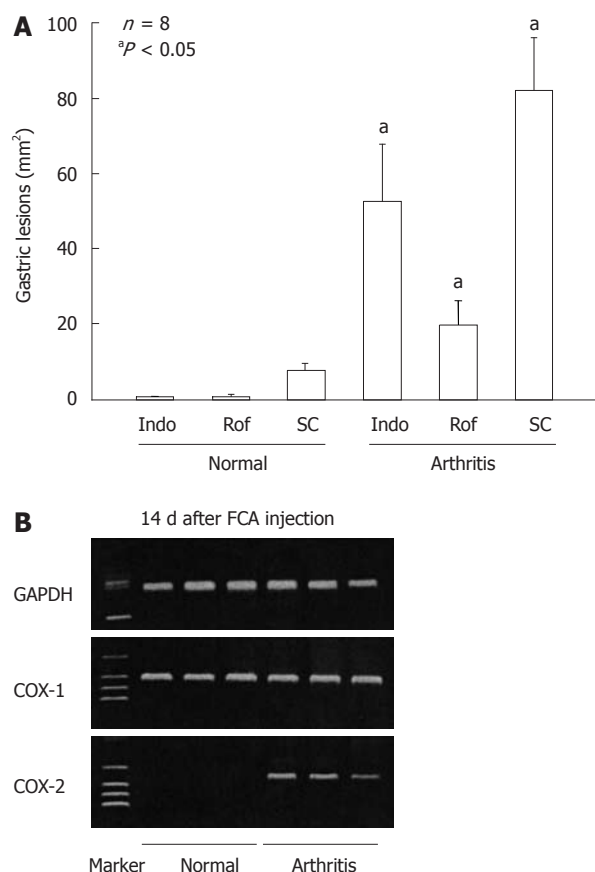 A
n = 8
ᵃP < 0.05
Gastric lesions (mm²)
100
80
60
40
20
0
a
a
a
Indo Rof SC Indo Rof SC
Normal Arthritis
B
14 d after FCA injection
GAPDH
COX-1
COX-2
Marker Normal Arthritis